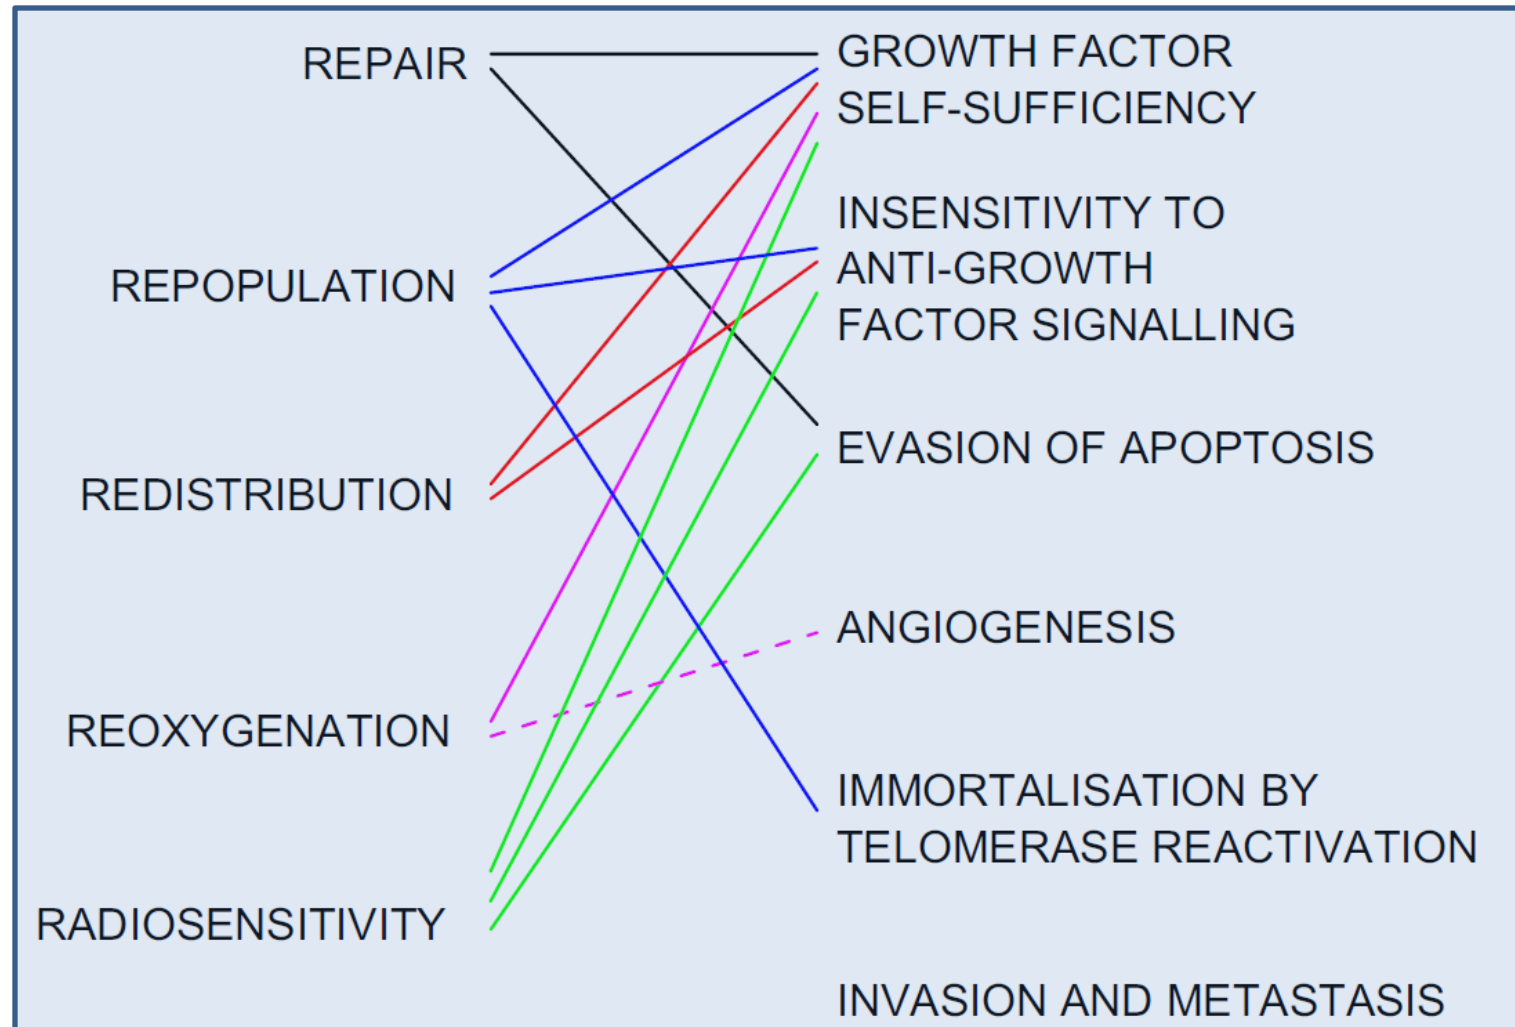 REPAIR
REPOPULATION
REDISTRIBUTION
REOXYGENATION
RADIOSENSITIVITY
GROWTH FACTOR
SELF-SUFFICIENCY
INSENSITIVITY TO
ANTI-GROWTH
FACTOR SIGNALLING
EVASION OF APOPTOSIS
ANGIOGENESIS
IMMORTALISATION BY
TELOMERASE REACTIVATION
INVASION AND METASTASIS